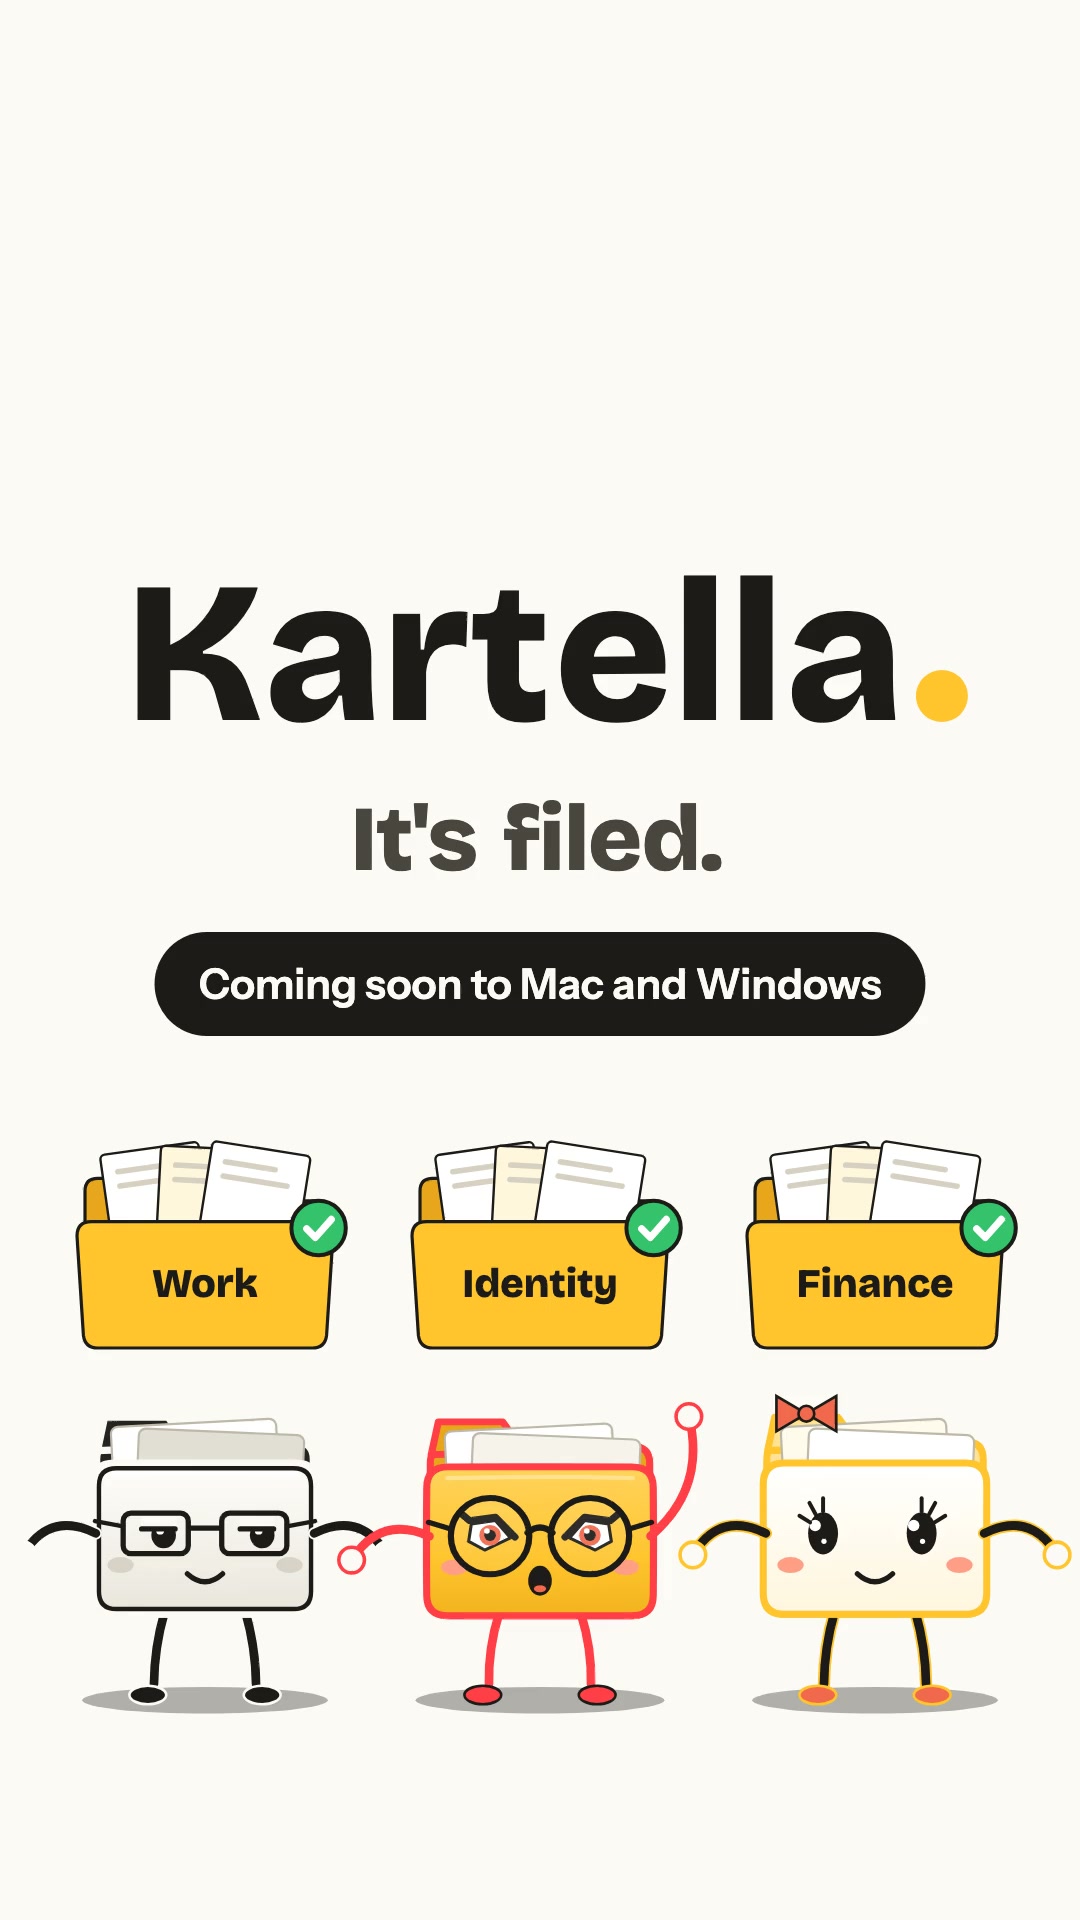 Kartella.
It's filed.
Coming soon to Mac and Windows
Work
Identity
Finance